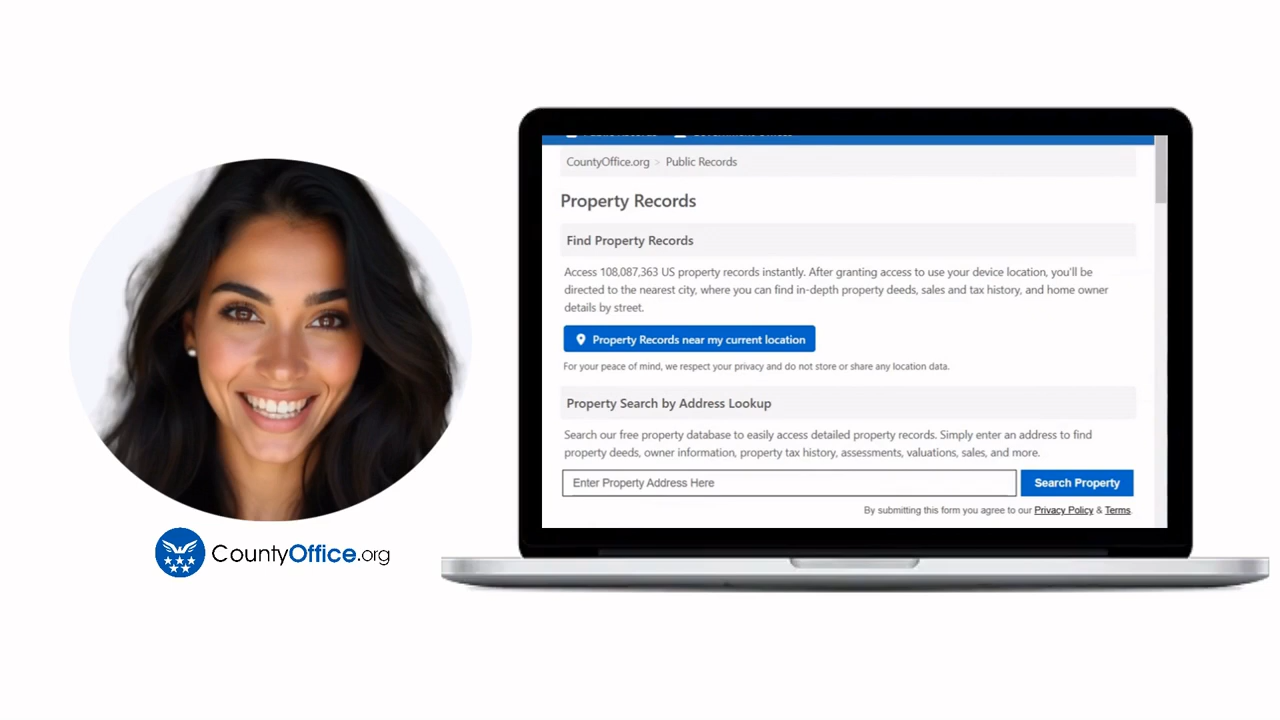 CountyOffice.org > Public Records
Property Records
Find Property Records
Access 108,087,363 US property records instantly. After granting access to use your device location, you'll be
directed to the nearest city, where you can find in-depth property deeds, sales and tax history, and home owner
details by street.
Property Records near my current location
For your peace of mind, we respect your privacy and do not store or share any location data.
Property Search by Address Lookup
Search our free property database to easily access detailed property records. Simply enter an address to find
property deeds, owner information, property tax history, assessments, valuations, sales, and more.
Enter Property Address Here
Search Property
By submitting this form you agree to our Privacy Policy & Terms.
CountyOffice.org